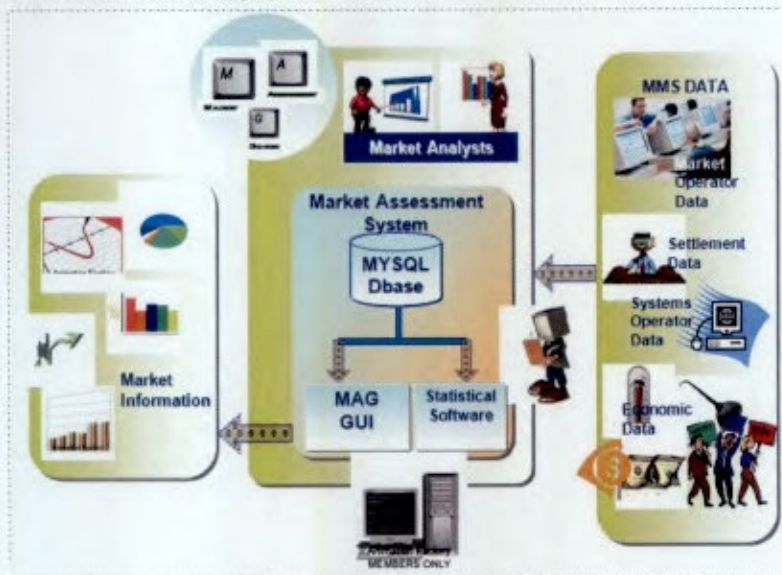 M
A
G
Market Analysts
MMS DATA
Market
Operator
Data
Settlement
Data
Systems
Operator
Data
Economic
Data
Market Assessment
System
MYSQL
Dbase
MAG
GUI
Statistical
Software
Market
Information
MEMBERS ONLY